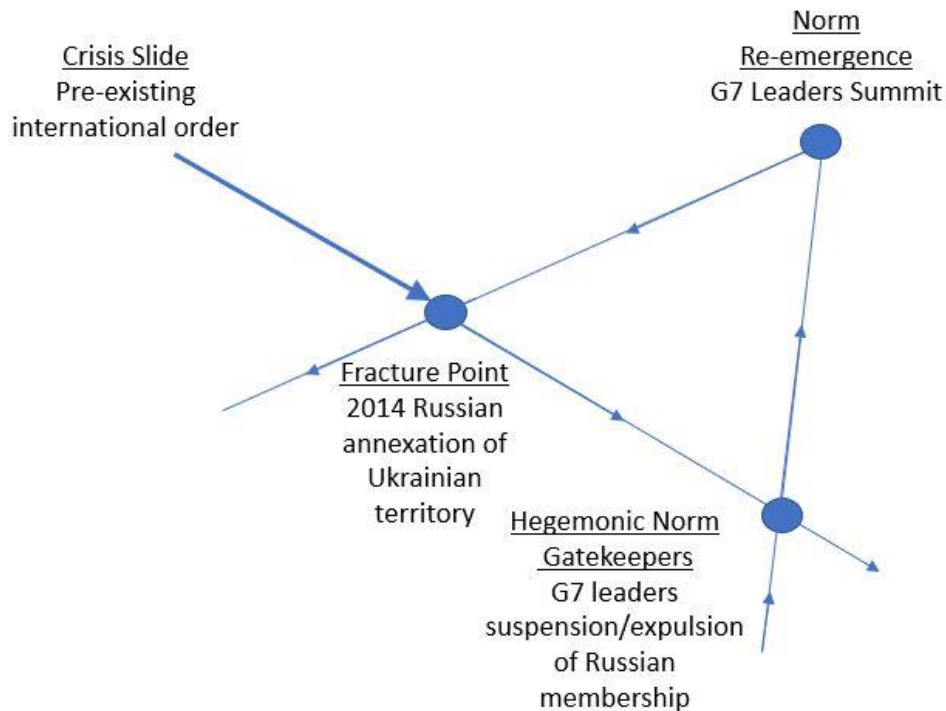 Crisis Slide
Pre-existing
international order
Norm
Re-emergence
G7 Leaders Summit
Fracture Point
2014 Russian
annexation of
Ukrainian
territory
Hegemonic Norm
Gatekeepers
G7 leaders
suspension/expulsion
of Russian
membership